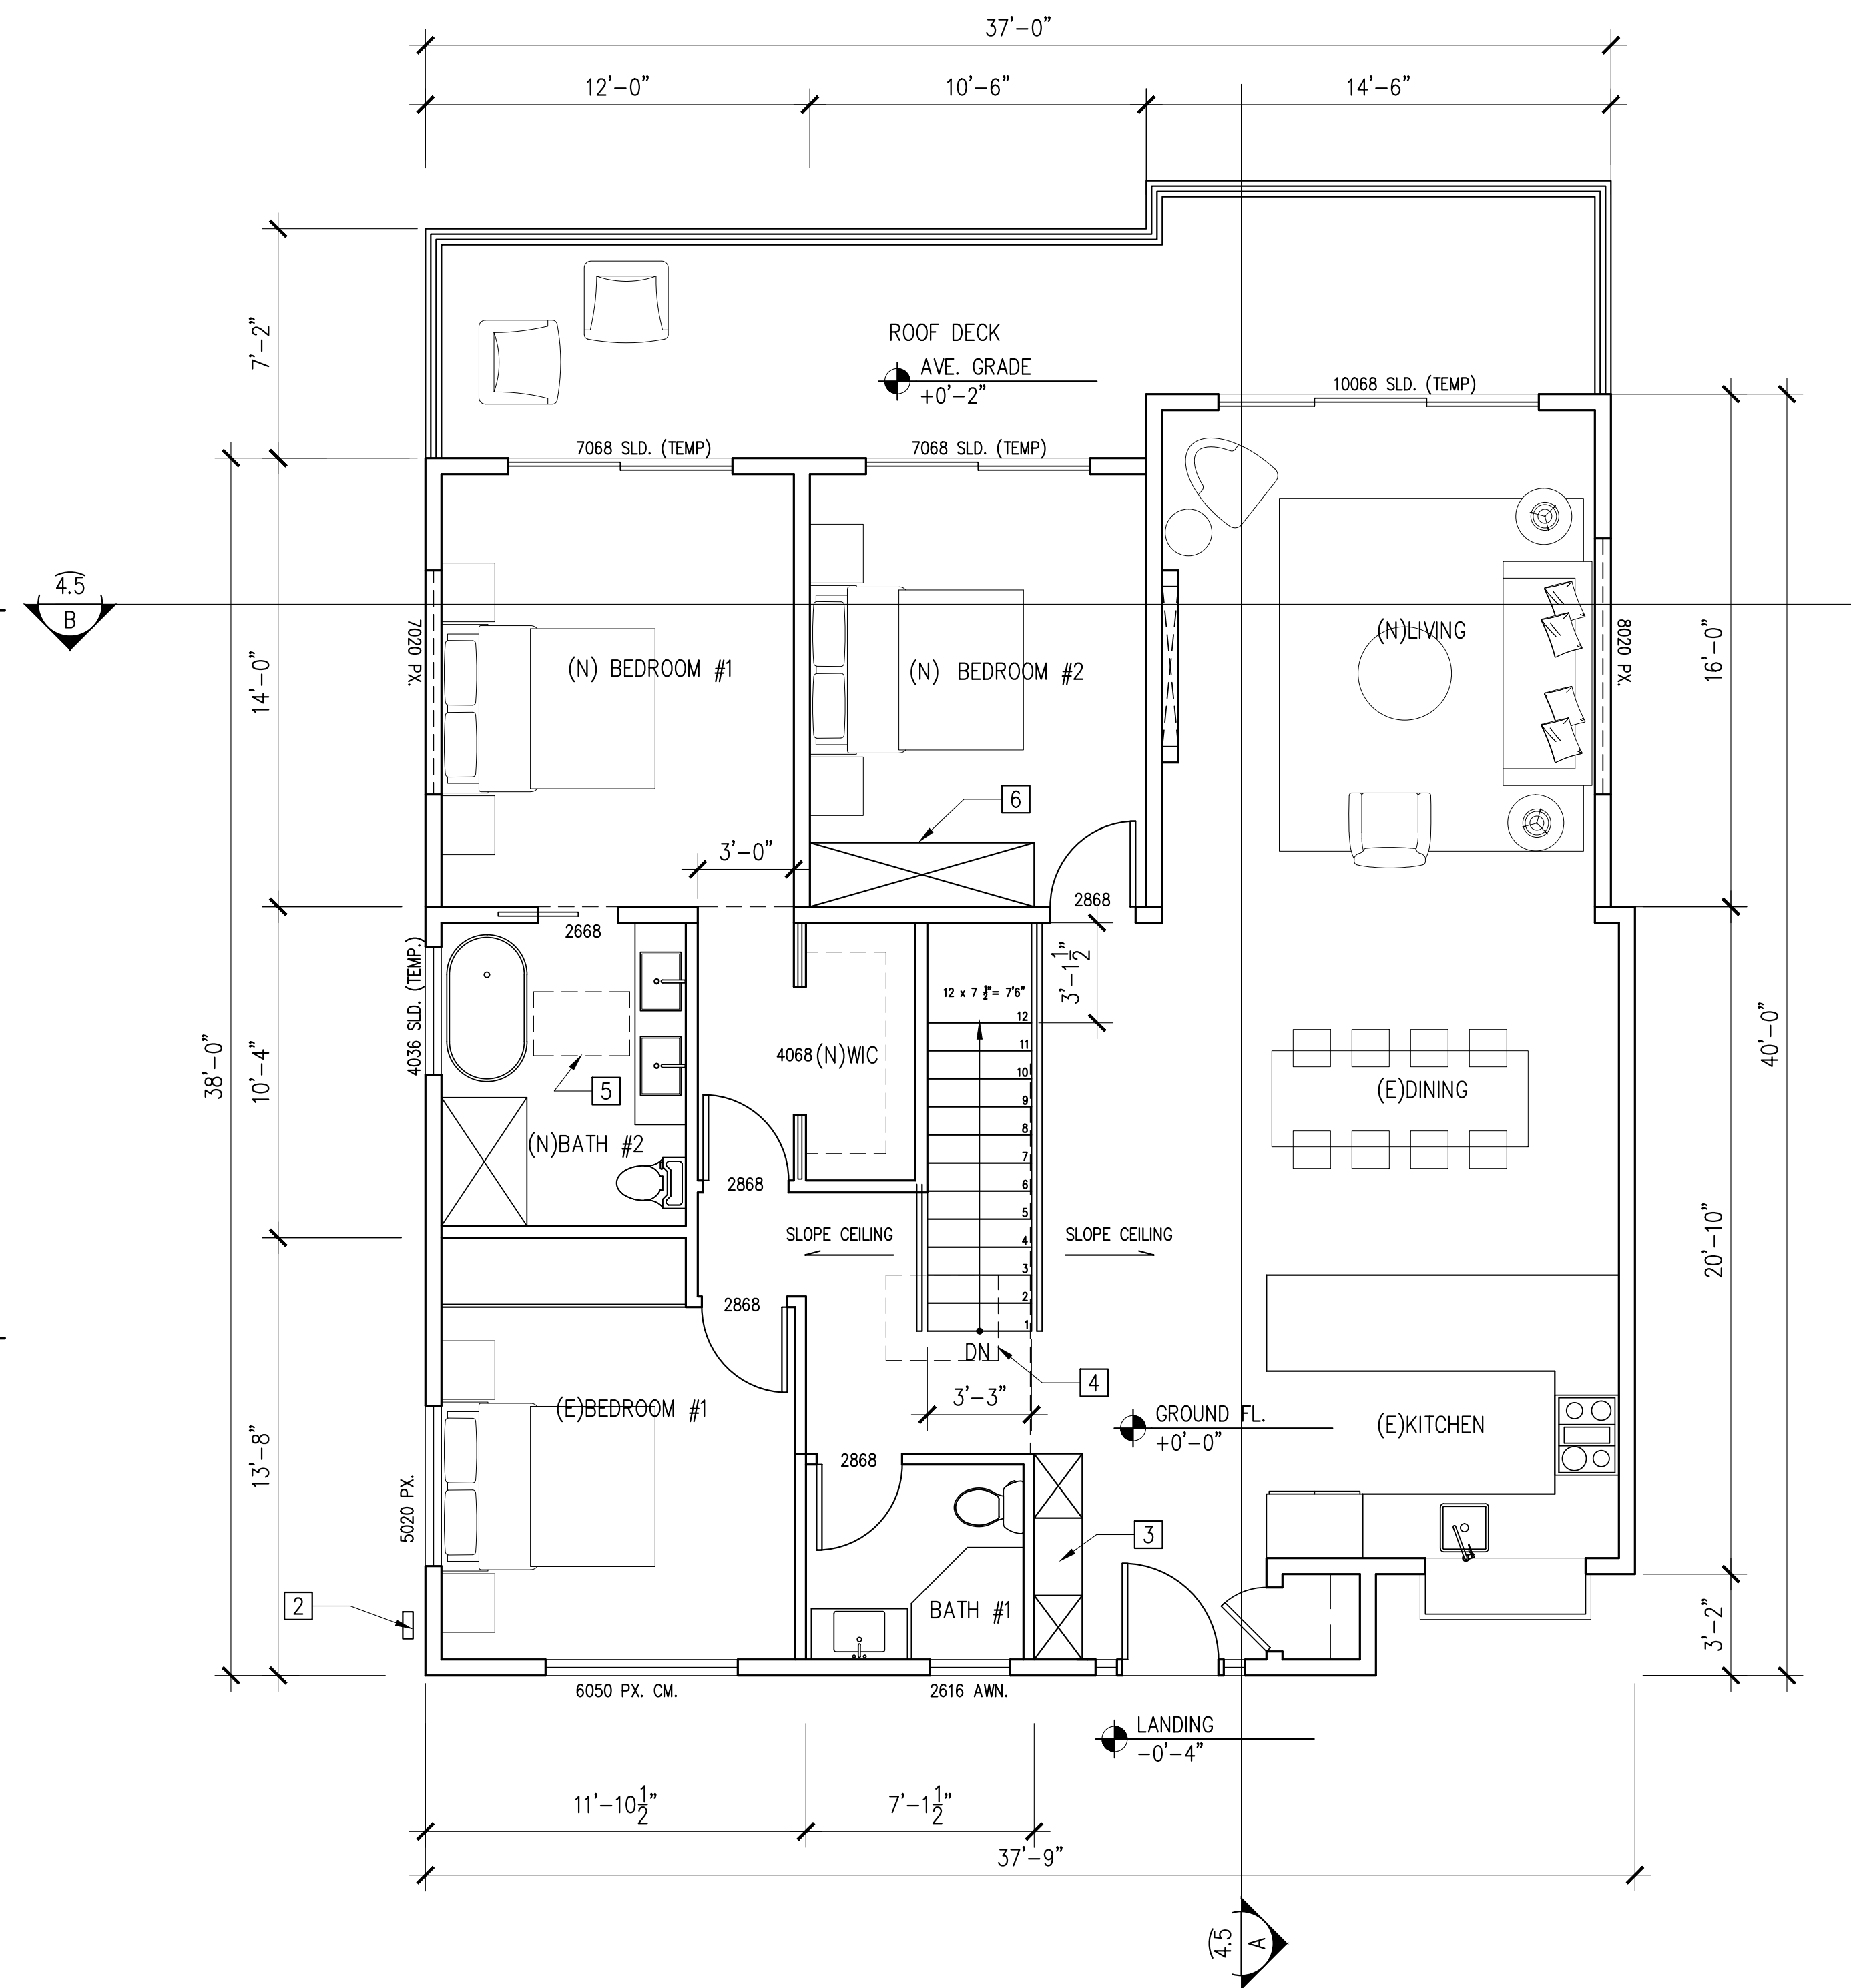 37'-0"
12'-0"
10'-6"
14'-6"
7'-2"
ROOF DECK
AVE. GRADE
+0'-2"
10068 SLD. (TEMP)
7068 SLD. (TEMP)
7068 SLD. (TEMP)
4.5
B
7020 PX.
(N) BEDROOM #1
(N) BEDROOM #2
(N)LIVING
8020 PX.
14'-0"
16'-0"
6
3'-0"
2868
2668
4036 SLD. (TEMP.)
3'-1 1/2"
12 x 7 1/2"= 7'6"
12
11
10
9
8
7
6
5
4
3
2
1
4068
(N)WIC
38'-0"
10'-4"
40'-0"
(E)DINING
5
(N)BATH #2
2868
SLOPE CEILING
SLOPE CEILING
20'-10"
2868
DN
4
3'-3"
(E)BEDROOM #1
GROUND FL.
+0'-0"
(E)KITCHEN
13'-8"
2868
5020 PX.
3
2
BATH #1
3'-2"
6050 PX. CM.
2616 AWN.
LANDING
-0'-4"
11'-10 1/2"
7'-1 1/2"
37'-9"
4.5
A